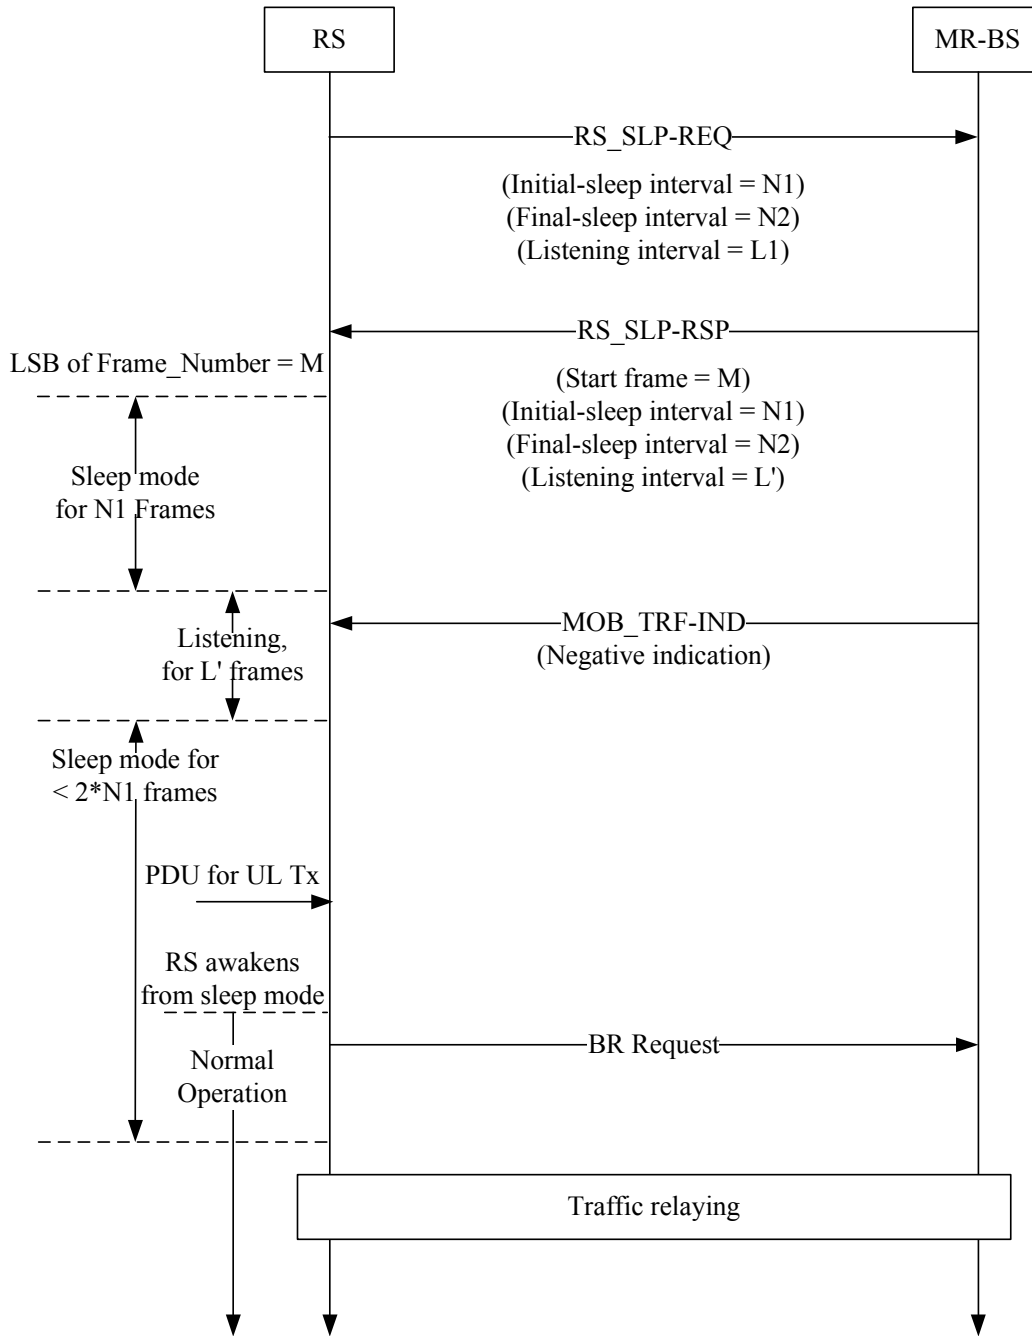 RS
MR-BS
RS_SLP-REQ
(Initial-sleep interval = N1)
(Final-sleep interval = N2)
(Listening interval = L1)
RS_SLP-RSP
LSB of Frame_Number = M
(Start frame = M)
(Initial-sleep interval = N1)
(Final-sleep interval = N2)
(Listening interval = L')
Sleep mode
for N1 Frames
MOB_TRF-IND
(Negative indication)
Listening,
for L' frames
Sleep mode for
< 2*N1 frames
PDU for UL Tx
RS awakens
from sleep mode
BR Request
Normal
Operation
Traffic relaying